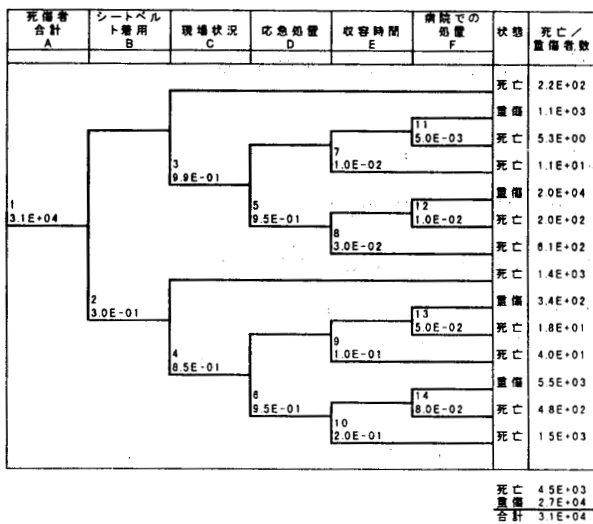 死傷者合計 A
シートベルト着用 B
現場状況 C
応急処置 D
収容時間 E
病院での処置 F
状態
死亡／重傷者数
死亡 2.2E+02
重傷 1.1E+03
11
5.0E-03
死亡 5.3E+00
7
1.0E-02
死亡 1.1E+01
3
9.9E-01
重傷 2.0E+04
12
1.0E-02
死亡 2.0E+02
5
9.5E-01
1
3.1E+04
8
3.0E-02
死亡 6.1E+02
死亡 1.4E+03
2
3.0E-01
重傷 3.4E+02
13
5.0E-02
死亡 1.8E+01
9
1.0E-01
死亡 4.0E+01
4
8.5E-01
重傷 5.5E+03
14
8.0E-02
死亡 4.8E+02
6
9.5E-01
10
2.0E-01
死亡 1.5E+03
死亡 4.5E+03
重傷 2.7E+04
合計 3.1E+04